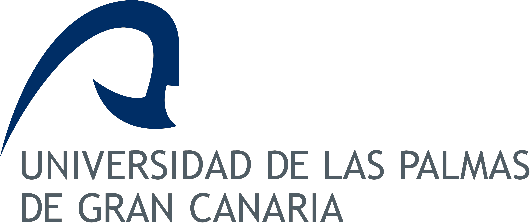 UNIVERSIDAD DE LAS PALMAS
DE GRAN CANARIA